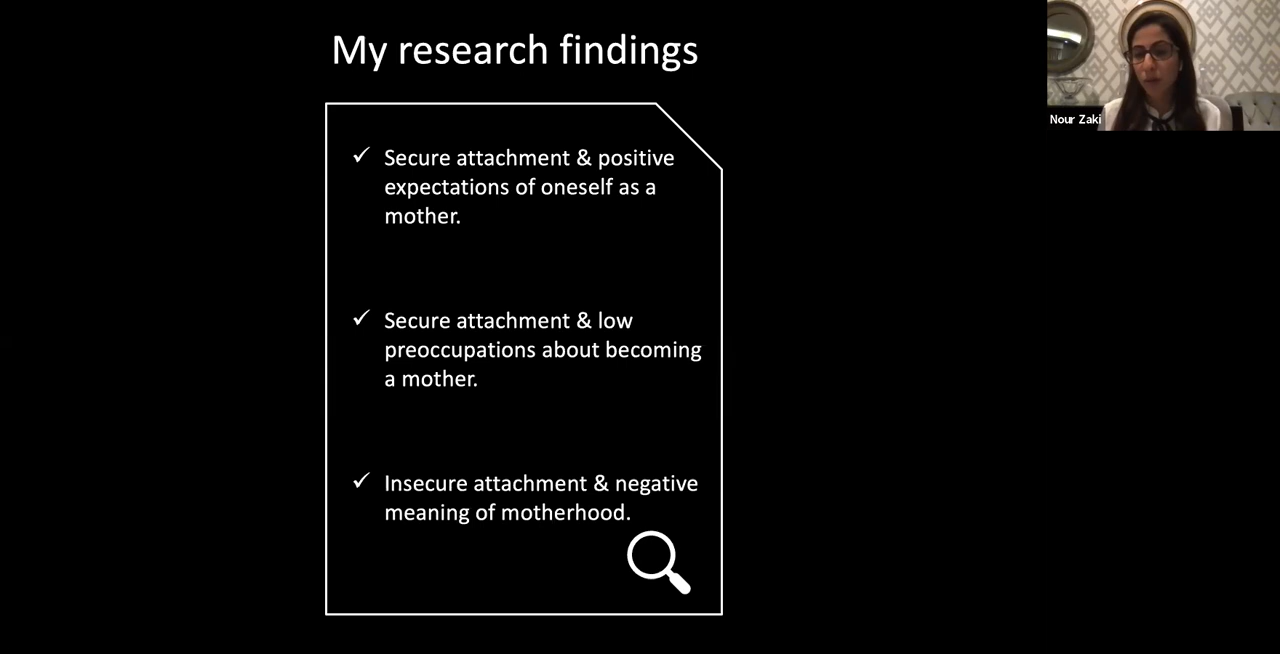 My research findings
Nour Zaki
✓ Secure attachment & positive
expectations of oneself as a
mother.
✓ Secure attachment & low
preoccupations about becoming
a mother.
✓ Insecure attachment & negative
meaning of motherhood.